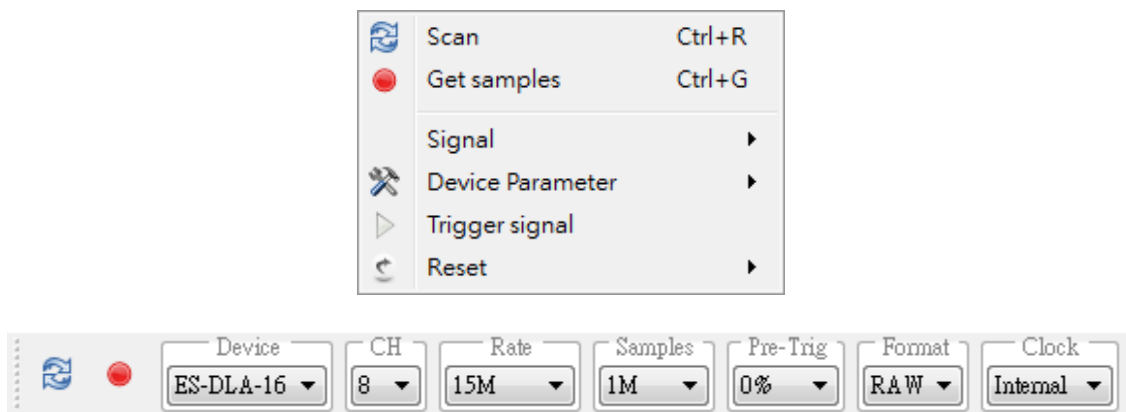 Scan Ctrl+R
Get samples Ctrl+G
Signal
Device Parameter
Trigger signal
Reset
Device CH Rate Samples Pre-Trig Format Clock
ES-DLA-16 8 15M 1M 0% RAW Internal